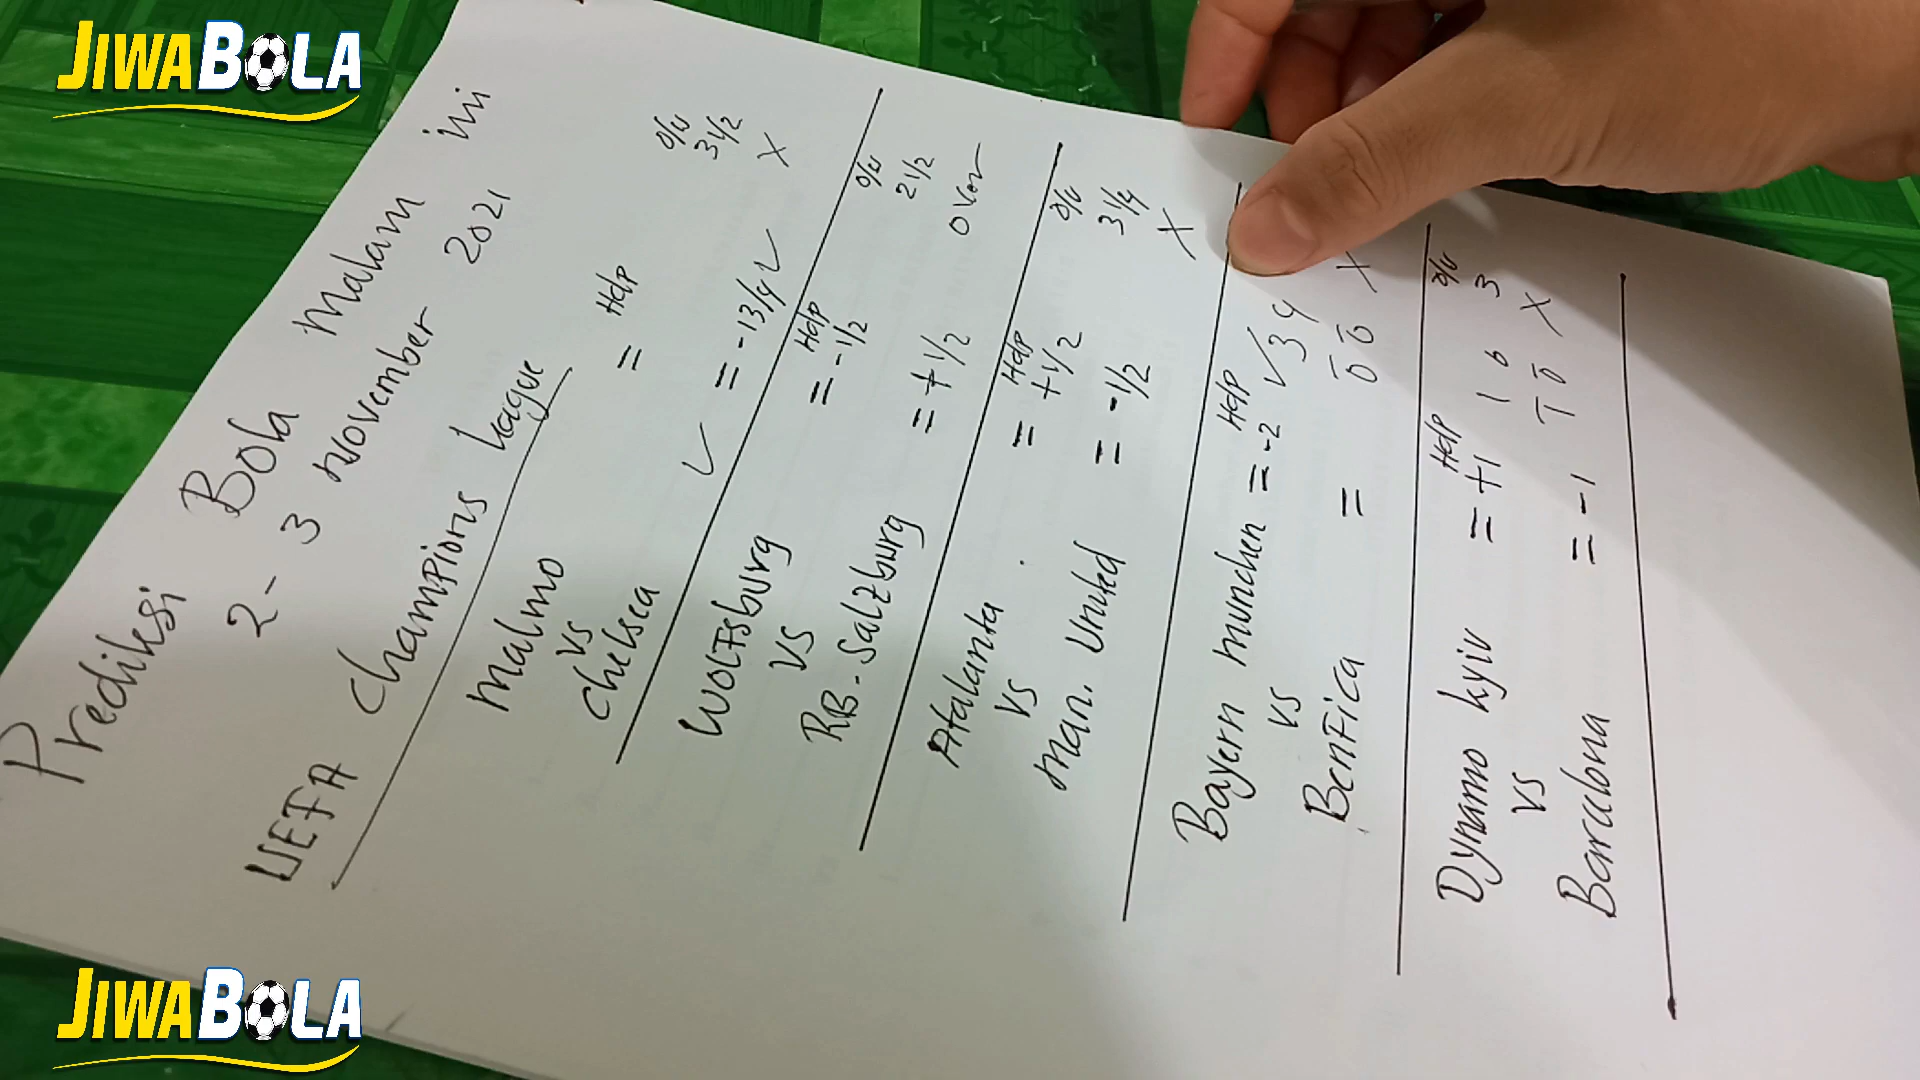 JIWABOLA
Prediksi Bola Malam ini
2-3 November 2021
UEFA Champions League
Hdp o/u
Malmo = 3 1/2
vs X
Chelsea ✓ = -1 3/4 ✓
Hdp o/u
Wolfsburg = -1/2 2 1/2
vs
RB-Salzburg = +1/2 over
Hdp o/u
Atalanta = +1/2 3 1/4
vs
Man. United = -1/2 X
Hdp
Bayern munchen = -2 √34
vs
Benfica = X
Hdp o/u
Dynamo kyiv = +1 3
vs X
Barcelona = -1
JIWABOLA